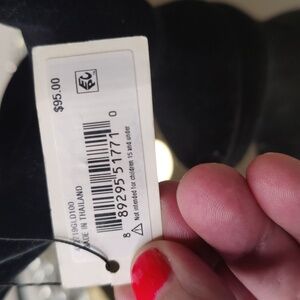 $95.00
MADE IN THAILAND
8 89295 51771 0
Not intended for children 15 and under